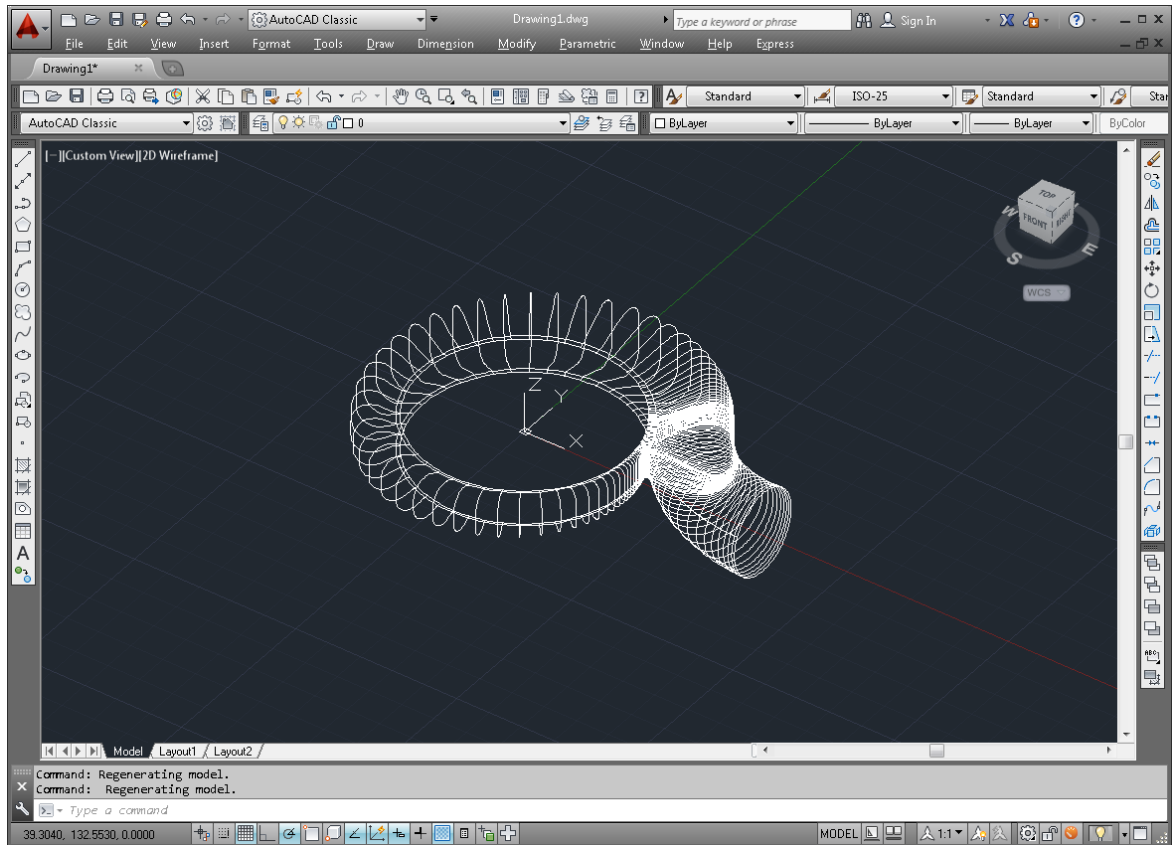 AutoCAD Classic Drawing1.dwg Type a keyword or phrase Sign In
File Edit View Insert Format Tools Draw Dimension Modify Parametric Window Help Express
Drawing1*
Standard ISO-25 Standard Star
AutoCAD Classic 0 ByLayer ByLayer ByLayer ByColor
[−][Custom View][2D Wireframe]
TOP
W FRONT RIGHT
S E
WCS
Z
Y
X
A
ABC
Model Layout1 Layout2
Command: Regenerating model.
Command:  Regenerating model.
Type a command
39.3040, 132.5530, 0.0000 MODEL 1:1